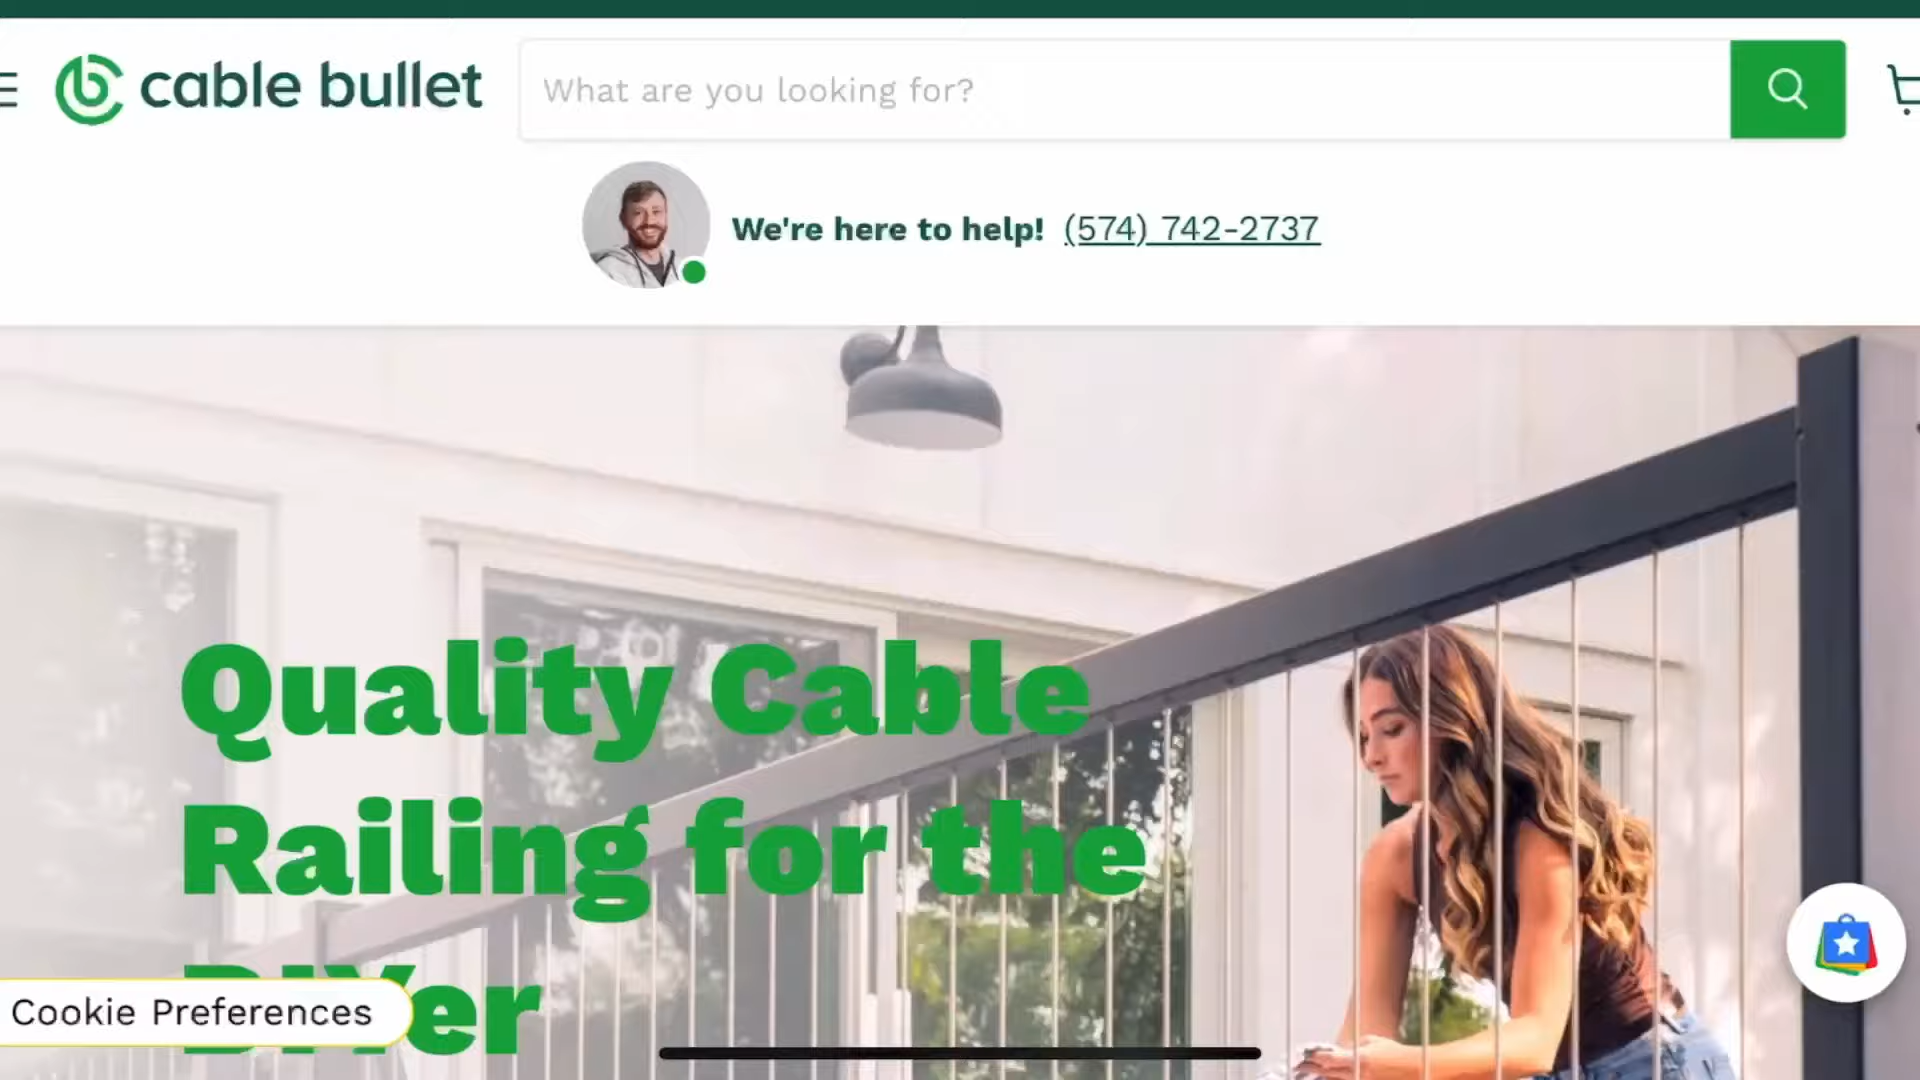 cable bullet
What are you looking for?
We're here to help! (574) 742-2737
Quality Cable
Railing for the
DIYer
Cookie Preferences